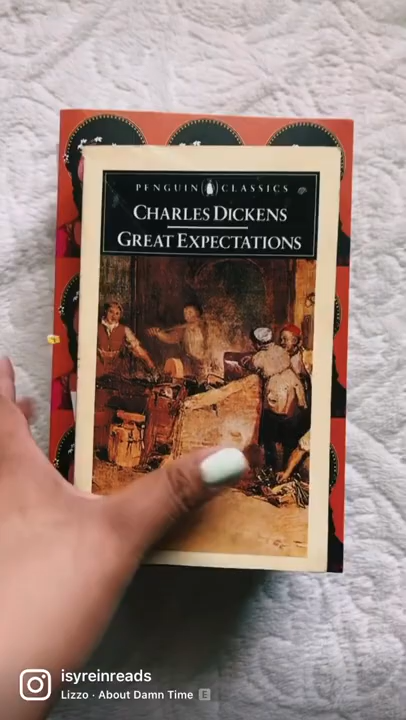 PENGUIN CLASSICS
CHARLES DICKENS
GREAT EXPECTATIONS
isyreinreads
Lizzo · About Damn Time E